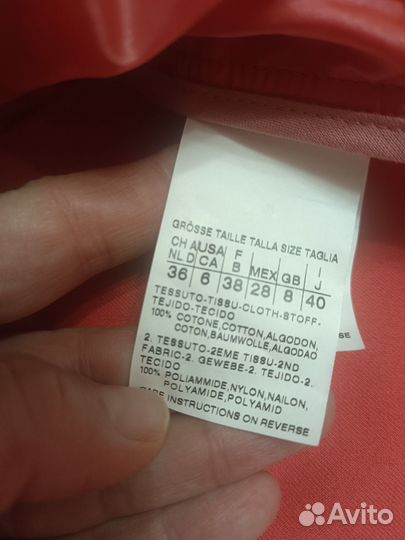 GRÖSSE TAILLE TALLA SIZE TAGLIA
CH A USA F I
NL D CA B MEX GB J
36 6 38 28 8 40
TESSUTO-TISSU-CLOTH-STOFF-
TEJIDO-TECIDO
100% COTONE,COTTON,ALGODON,
COTON,BAUMWOLLE,ALGODAO
2. TESSUTO-2EME TISSU-2ND
FABRIC-2. GEWEBE-2. TEJIDO-2.
TECIDO
100% POLIAMMIDE,NYLON,NAILON,
POLYAMIDE,POLYAMID
CARE INSTRUCTIONS ON REVERSE
SE
Avito